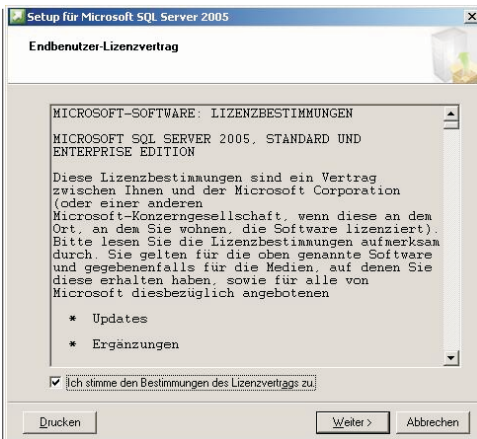 Setup für Microsoft SQL Server 2005
Endbenutzer-Lizenzvertrag
MICROSOFT-SOFTWARE: LIZENZBESTIMMUNGEN
MICROSOFT SQL SERVER 2005, STANDARD UND
ENTERPRISE EDITION
Diese Lizenzbestimmungen sind ein Vertrag
zwischen Ihnen und der Microsoft Corporation
(oder einer anderen
Microsoft-Konzerngesellschaft, wenn diese an dem
Ort, an dem Sie wohnen, die Software lizenziert).
Bitte lesen Sie die Lizenzbestimmungen aufmerksam
durch. Sie gelten für die oben genannte Software
und gegebenenfalls für die Medien, auf denen Sie
diese erhalten haben, sowie für alle von
Microsoft diesbezüglich angebotenen
* Updates
* Ergänzungen
Ich stimme den Bestimmungen des Lizenzvertrags zu.
Drucken Weiter > Abbrechen